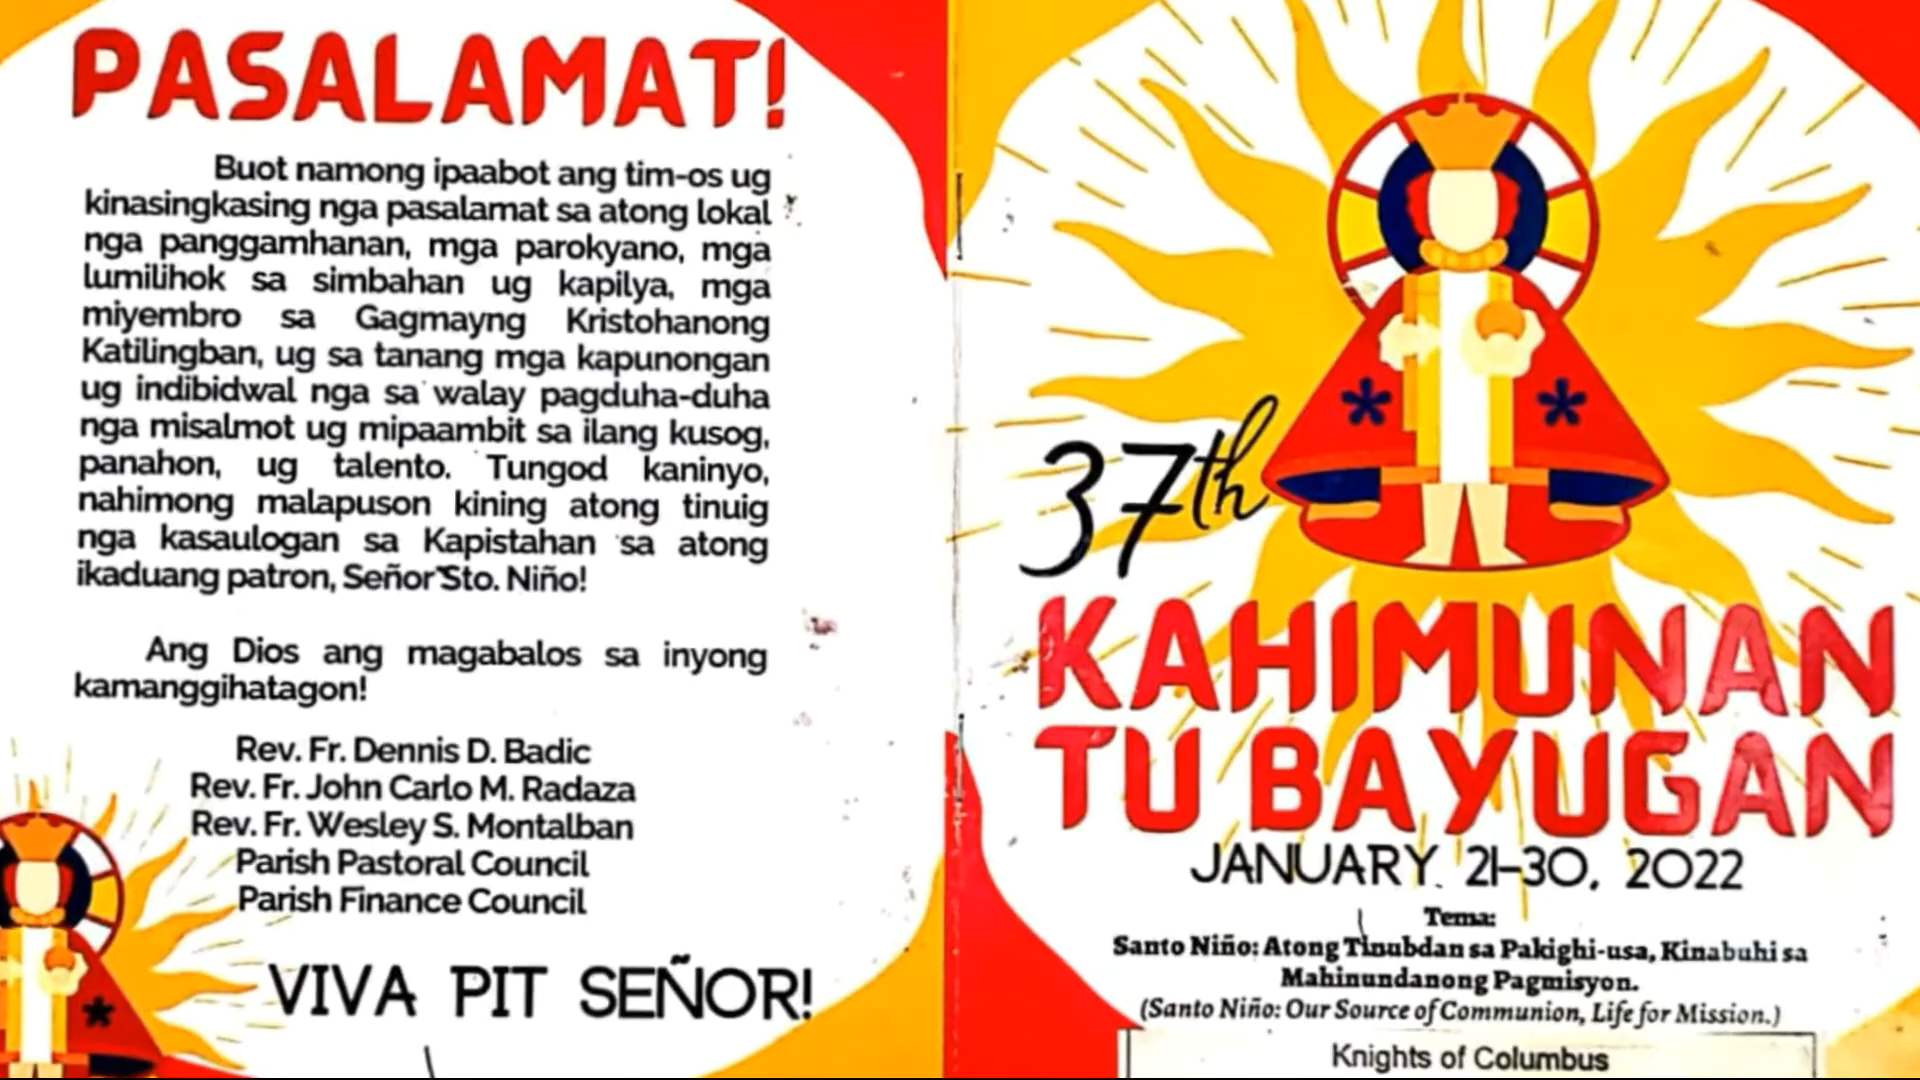 PASALAMAT!
Buot namong ipaabot ang tim-os ug
kinasingkasing nga pasalamat sa atong lokal
nga panggamhanan, mga parokyano, mga
lumilihok sa simbahan ug kapilya, mga
miyembro sa Gagmayng Kristohanong
Katilingban, ug sa tanang mga kapunongan
ug indibidwal nga sa walay pagduha-duha
nga misalmot ug mipaambit sa ilang kusog,
panahon, ug talento. Tungod kaninyo,
nahimong malapuson kining atong tinuig
nga kasaulogan sa Kapistahan sa atong
ikaduang patron, Señor Sto. Niño!
Ang Dios ang magabalos sa inyong
kamanggihatagon!
Rev. Fr. Dennis D. Badic
Rev. Fr. John Carlo M. Radaza
Rev. Fr. Wesley S. Montalban
Parish Pastoral Council
Parish Finance Council
VIVA PIT SEÑOR!
37th
KAHIMUNAN
TU BAYUGAN
JANUARY 21-30, 2022
Tema:
Santo Niño: Atong Tinubdan sa Pakighi-usa, Kinabuhi sa
Mahinundanong Pagmisyon.
(Santo Niño: Our Source of Communion, Life for Mission.)
Knights of Columbus